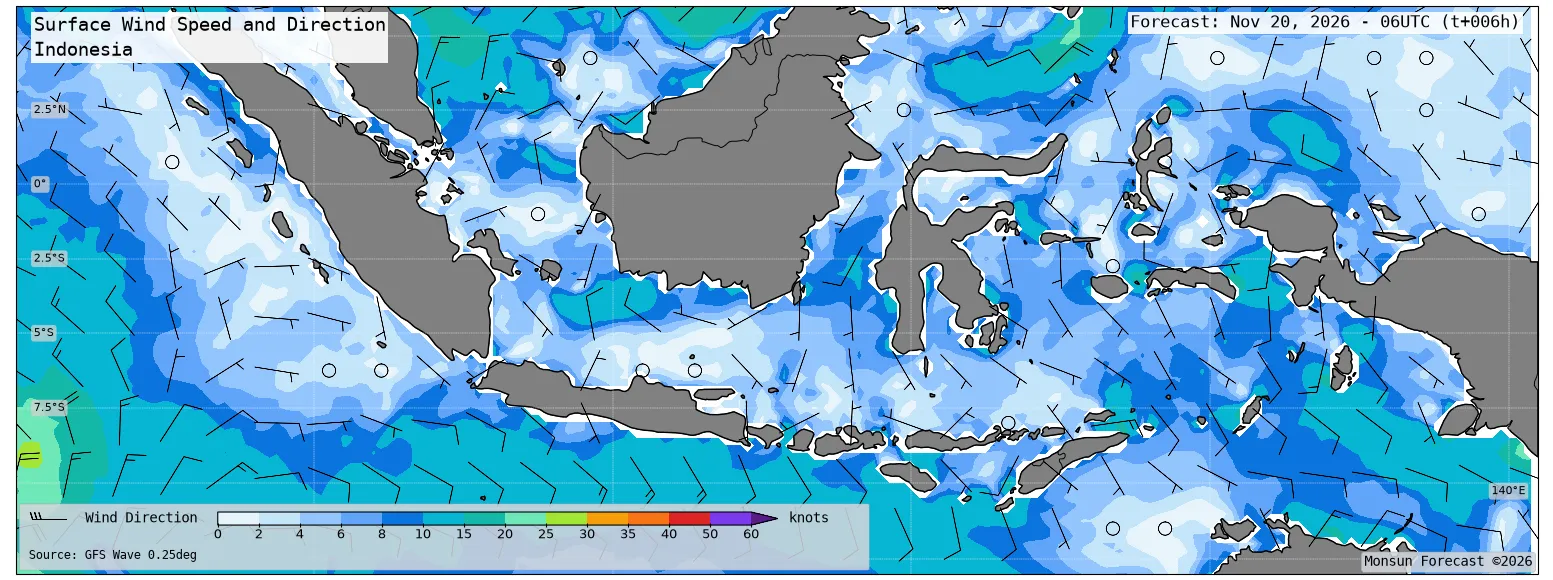 Surface Wind Speed and Direction
Indonesia
Forecast: Nov 20, 2026 - 06UTC (t+006h)
2.5°N
0°
2.5°S
5°S
7.5°S
140°E
Wind Direction
0 2 4 6 8 10 15 20 25 30 35 40 50 60
knots
Source: GFS Wave 0.25deg
Monsun Forecast ©2026